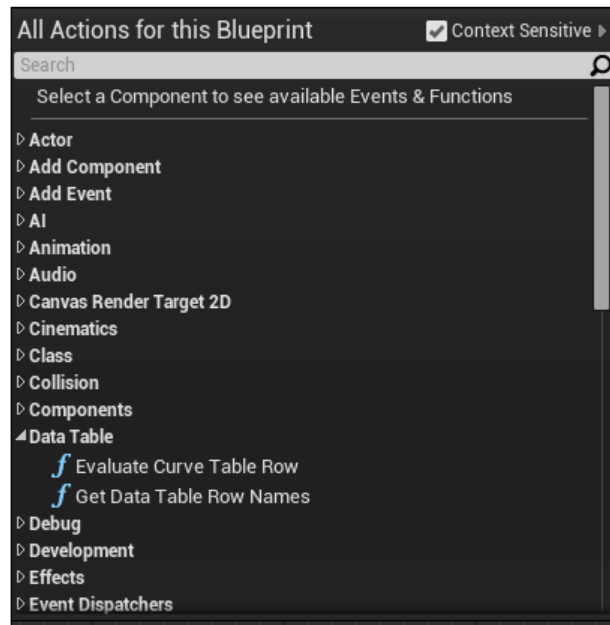 All Actions for this Blueprint Context Sensitive
Search
Select a Component to see available Events & Functions
Actor
Add Component
Add Event
AI
Animation
Audio
Canvas Render Target 2D
Cinematics
Class
Collision
Components
Data Table
f Evaluate Curve Table Row
f Get Data Table Row Names
Debug
Development
Effects
Event Dispatchers